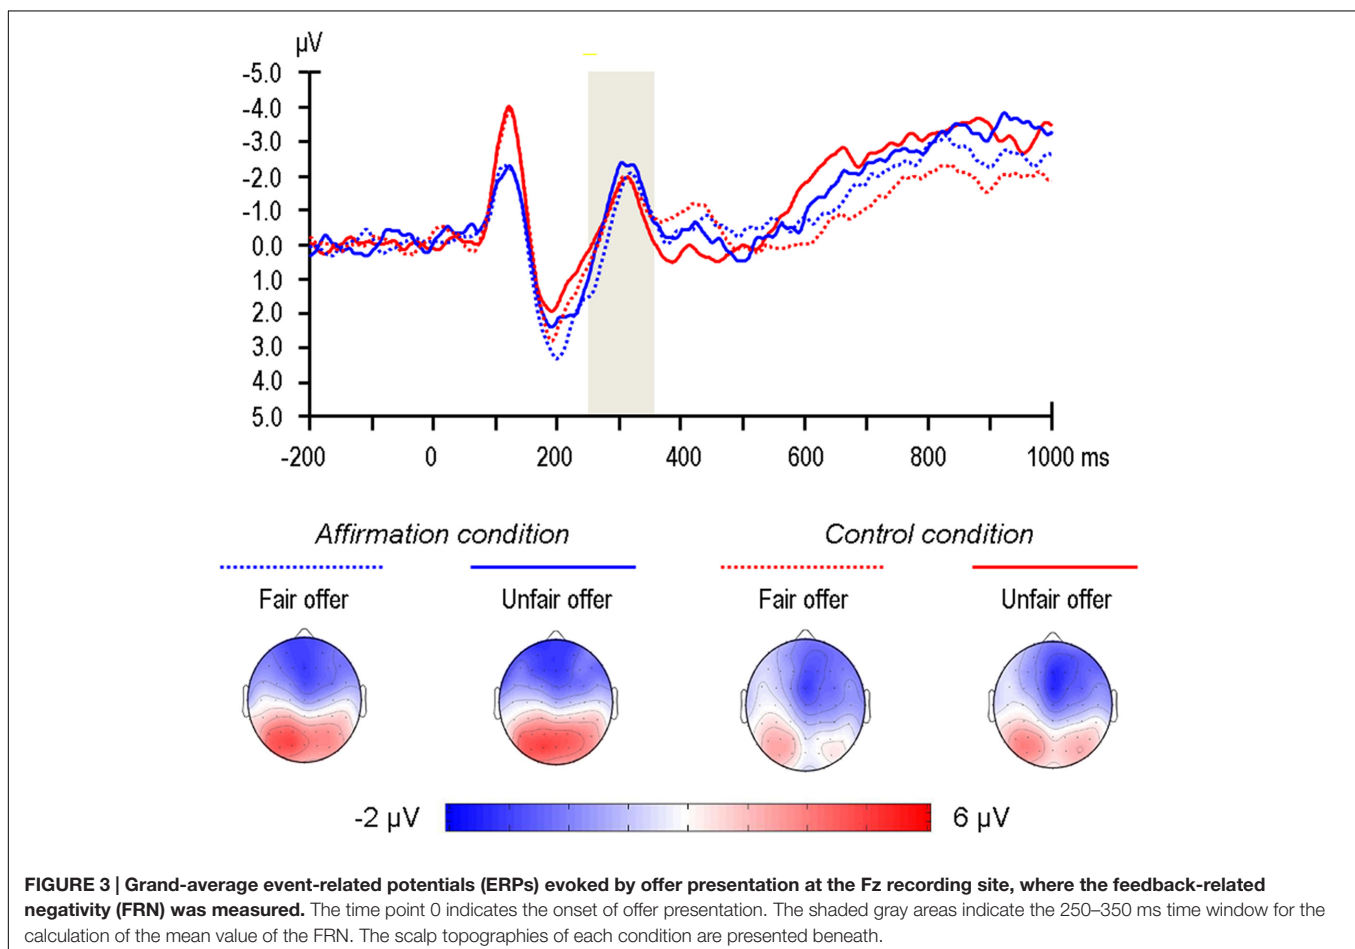 µV
-5.0
-4.0
-3.0
-2.0
-1.0
0.0
1.0
2.0
3.0
4.0
5.0
-200 0 200 400 600 800 1000 ms
Affirmation condition Control condition
Fair offer Unfair offer Fair offer Unfair offer
-2 µV 6 µV
FIGURE 3 | Grand-average event-related potentials (ERPs) evoked by offer presentation at the Fz recording site, where the feedback-related
negativity (FRN) was measured. The time point 0 indicates the onset of offer presentation. The shaded gray areas indicate the 250–350 ms time window for the
calculation of the mean value of the FRN. The scalp topographies of each condition are presented beneath.